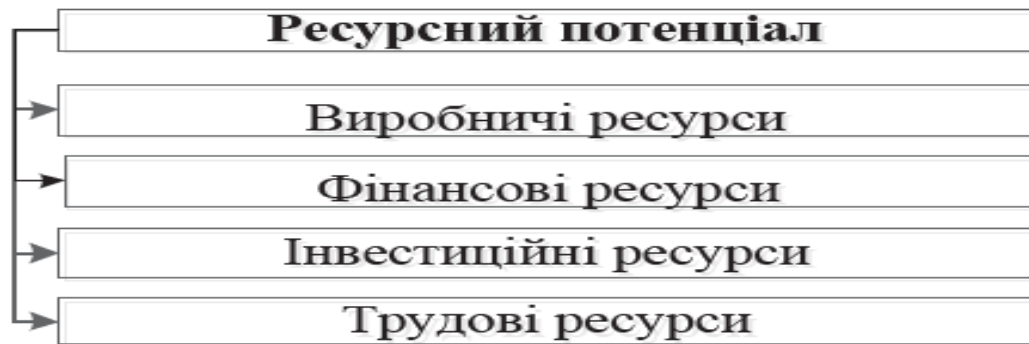 Ресурсний потенціал
Виробничі ресурси
Фінансові ресурси
Інвестиційні ресурси
Трудові ресурси